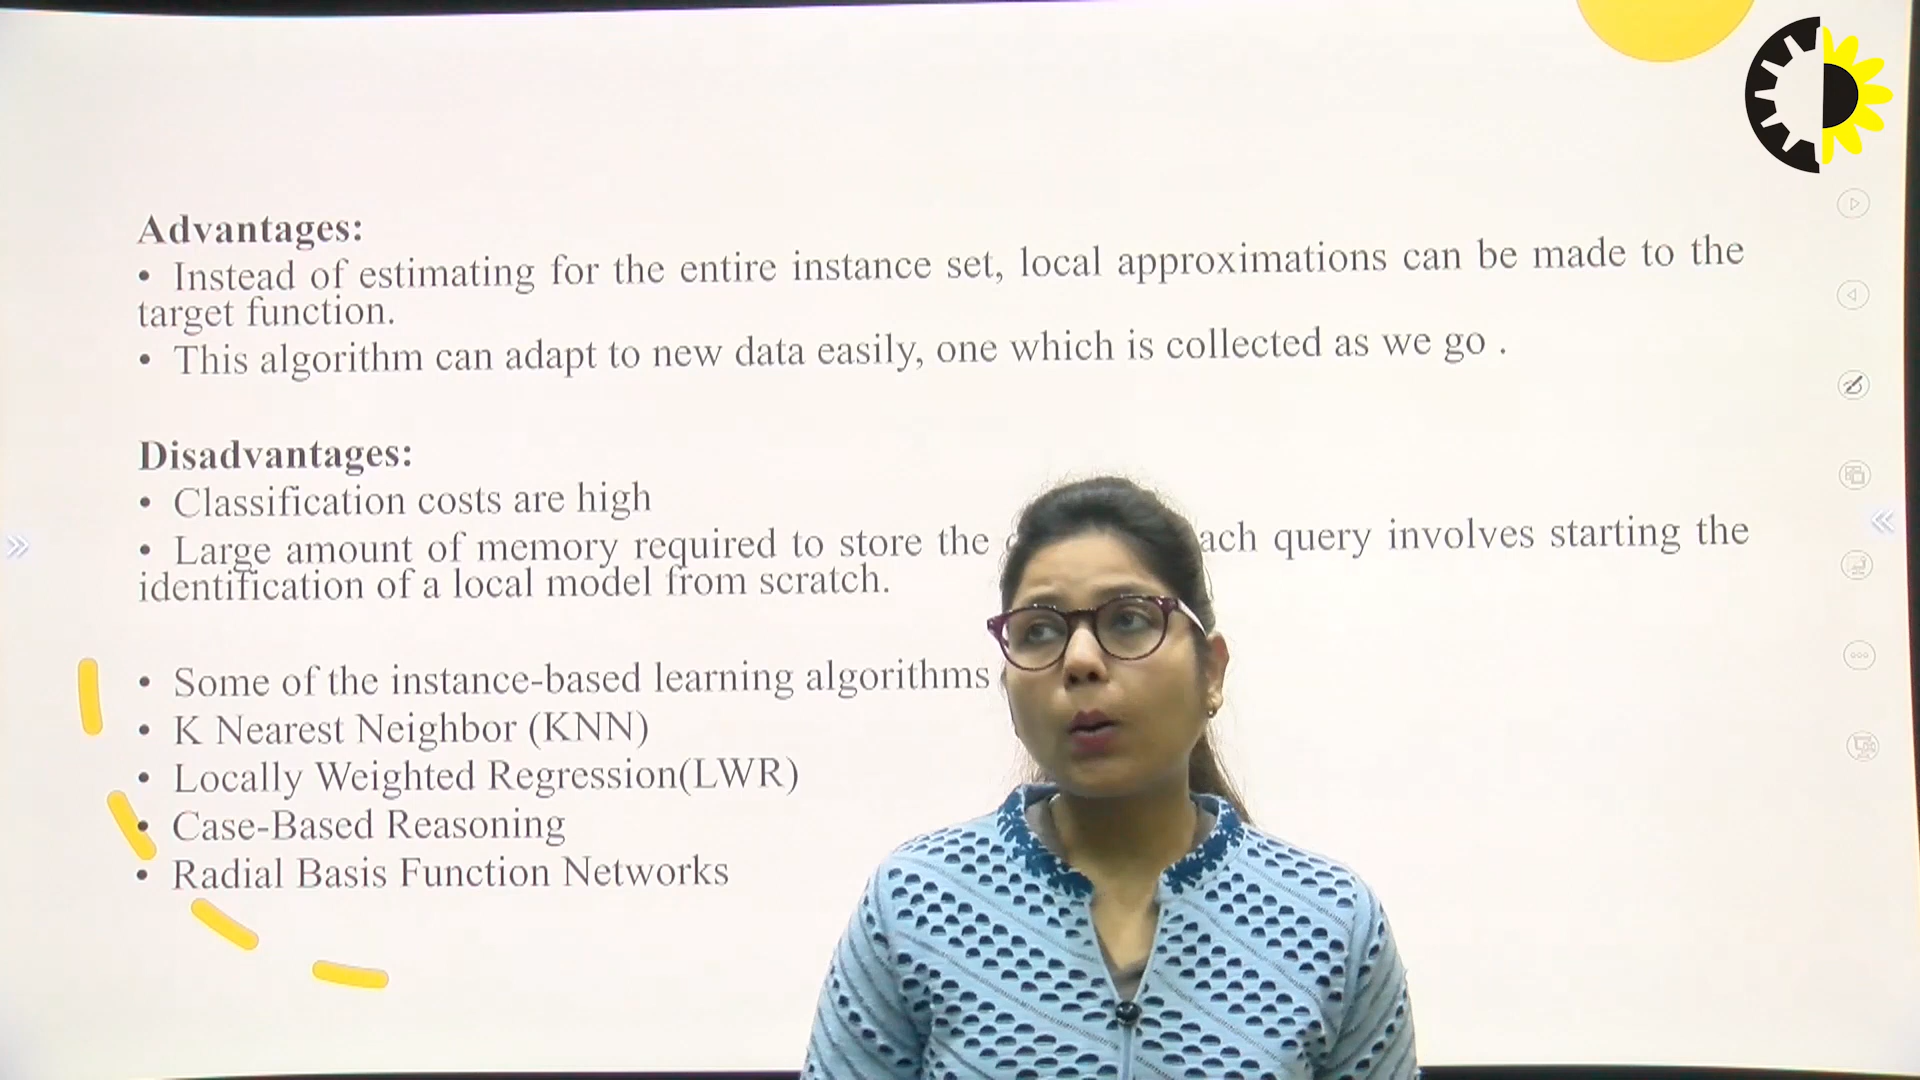 Advantages:
• Instead of estimating for the entire instance set, local approximations can be made to the
target function.
• This algorithm can adapt to new data easily, one which is collected as we go .
Disadvantages:
• Classification costs are high
• Large amount of memory required to store the query involves starting the
identification of a local model from scratch.
• Some of the instance-based learning algorithms
• K Nearest Neighbor (KNN)
• Locally Weighted Regression(LWR)
• Case-Based Reasoning
• Radial Basis Function Networks